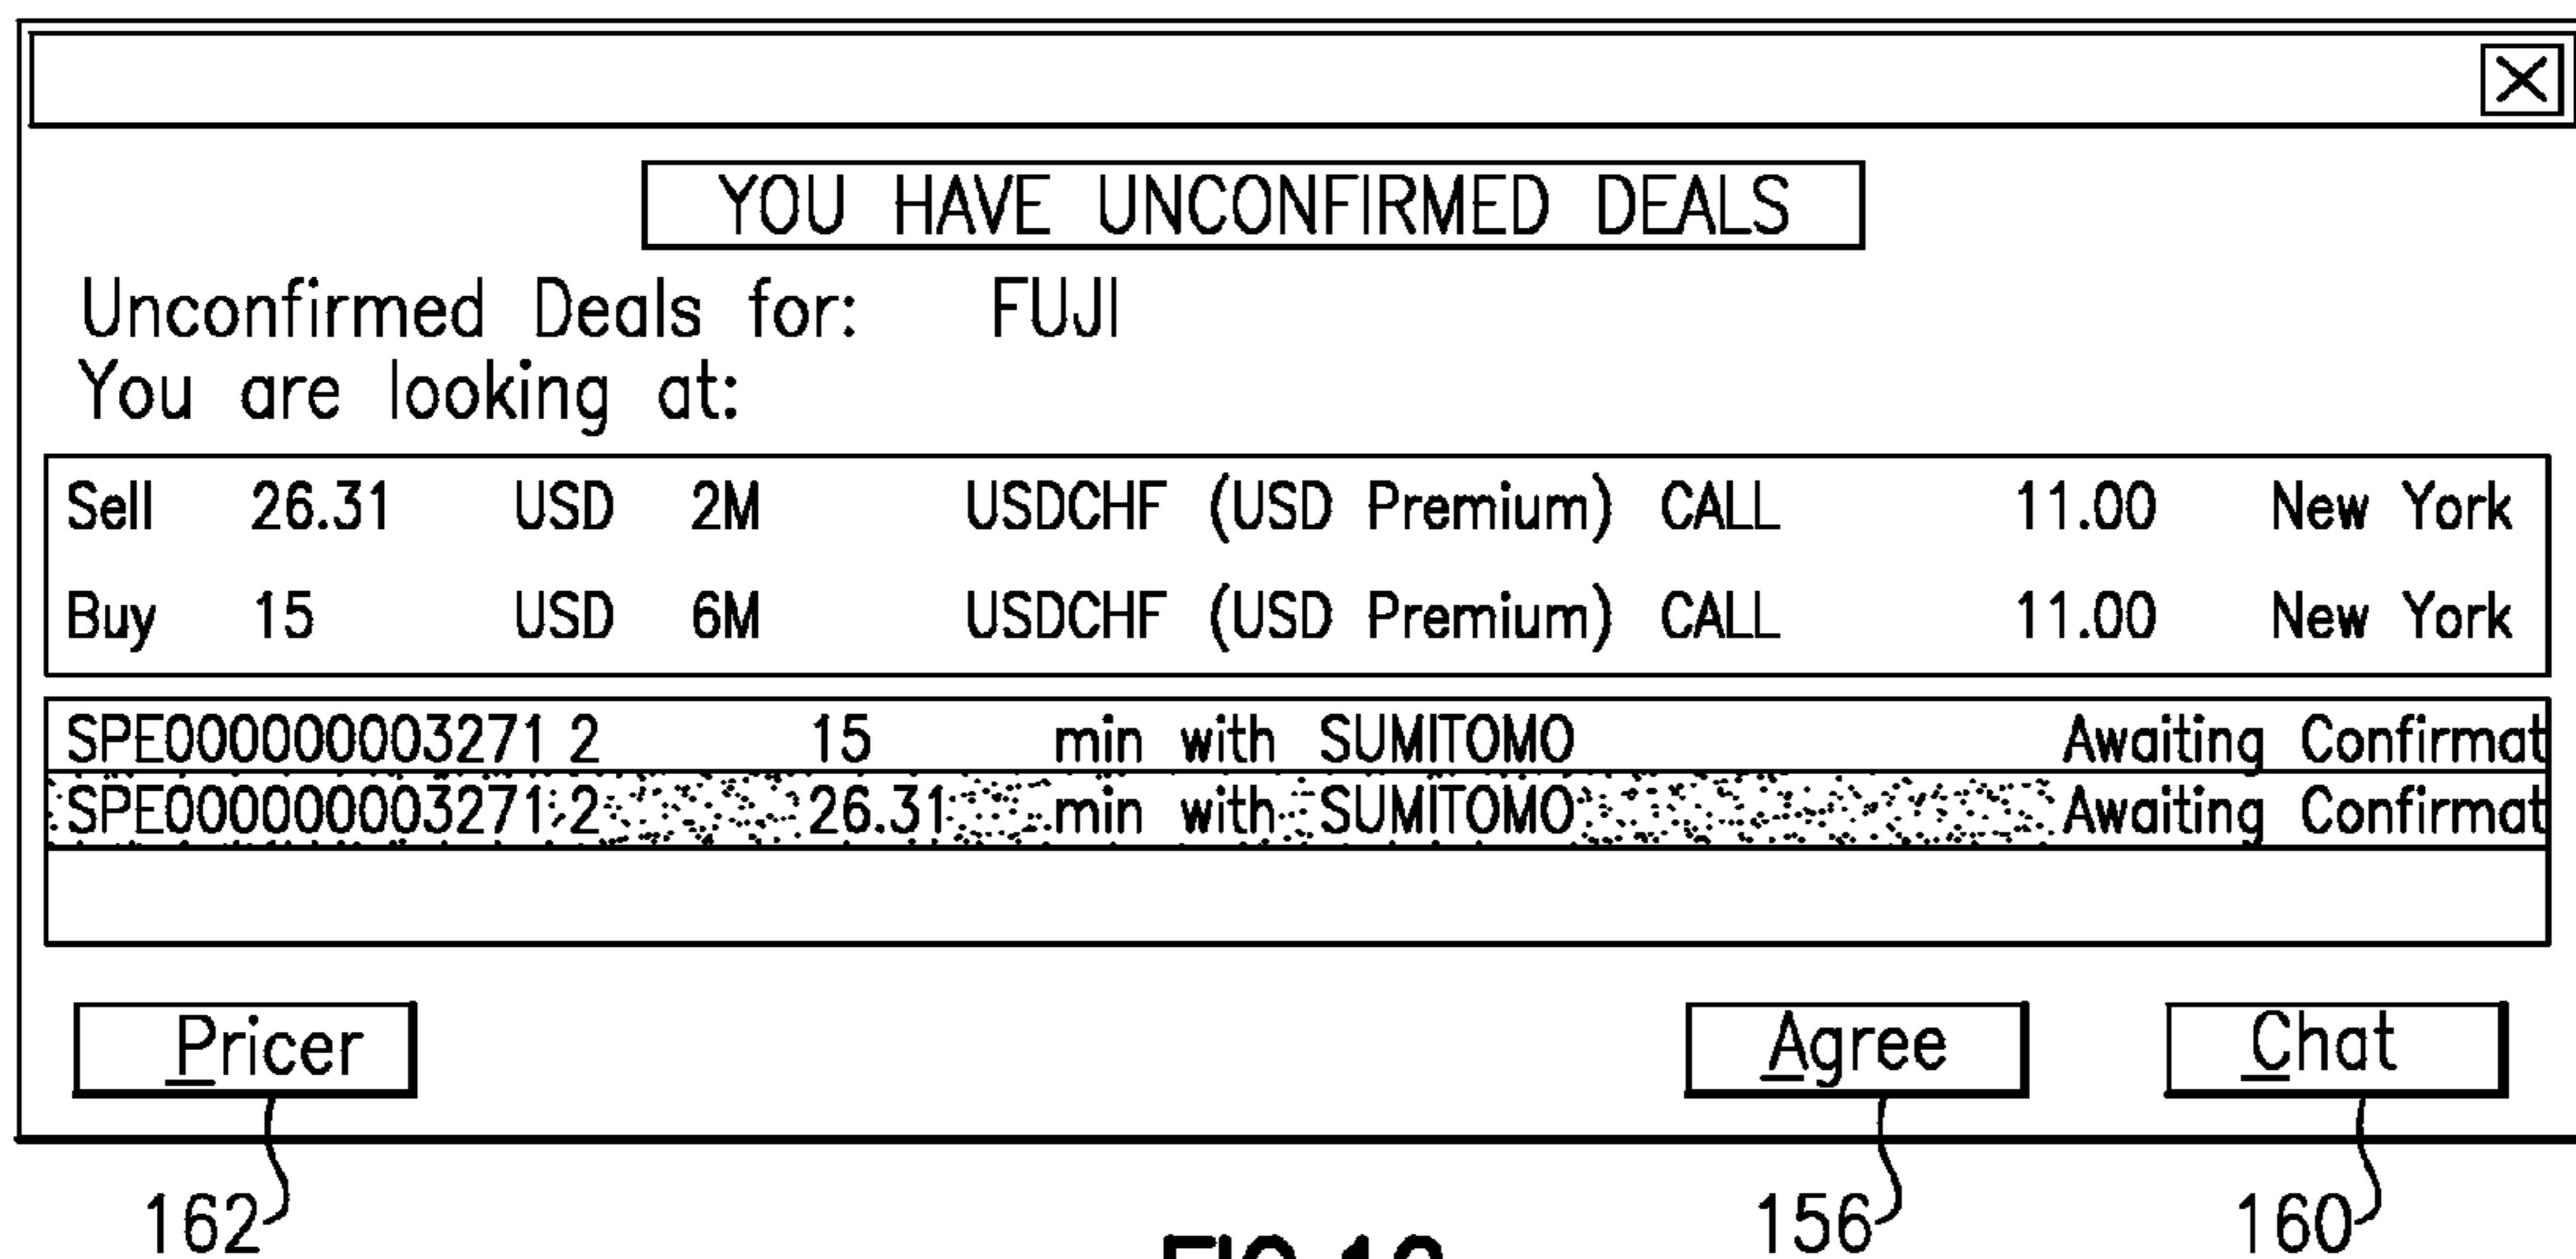 YOU HAVE UNCONFIRMED DEALS
Unconfirmed Deals for: FUJI
You are looking at:
Sell 26.31 USD 2M USDCHF (USD Premium) CALL 11.00 New York
Buy 15 USD 6M USDCHF (USD Premium) CALL 11.00 New York
SPE000000003271 2 15 min with SUMITOMO Awaiting Confirmat
SPE000000003271 2 26.31 min with SUMITOMO Awaiting Confirmat
Pricer Agree Chat
162 156 160